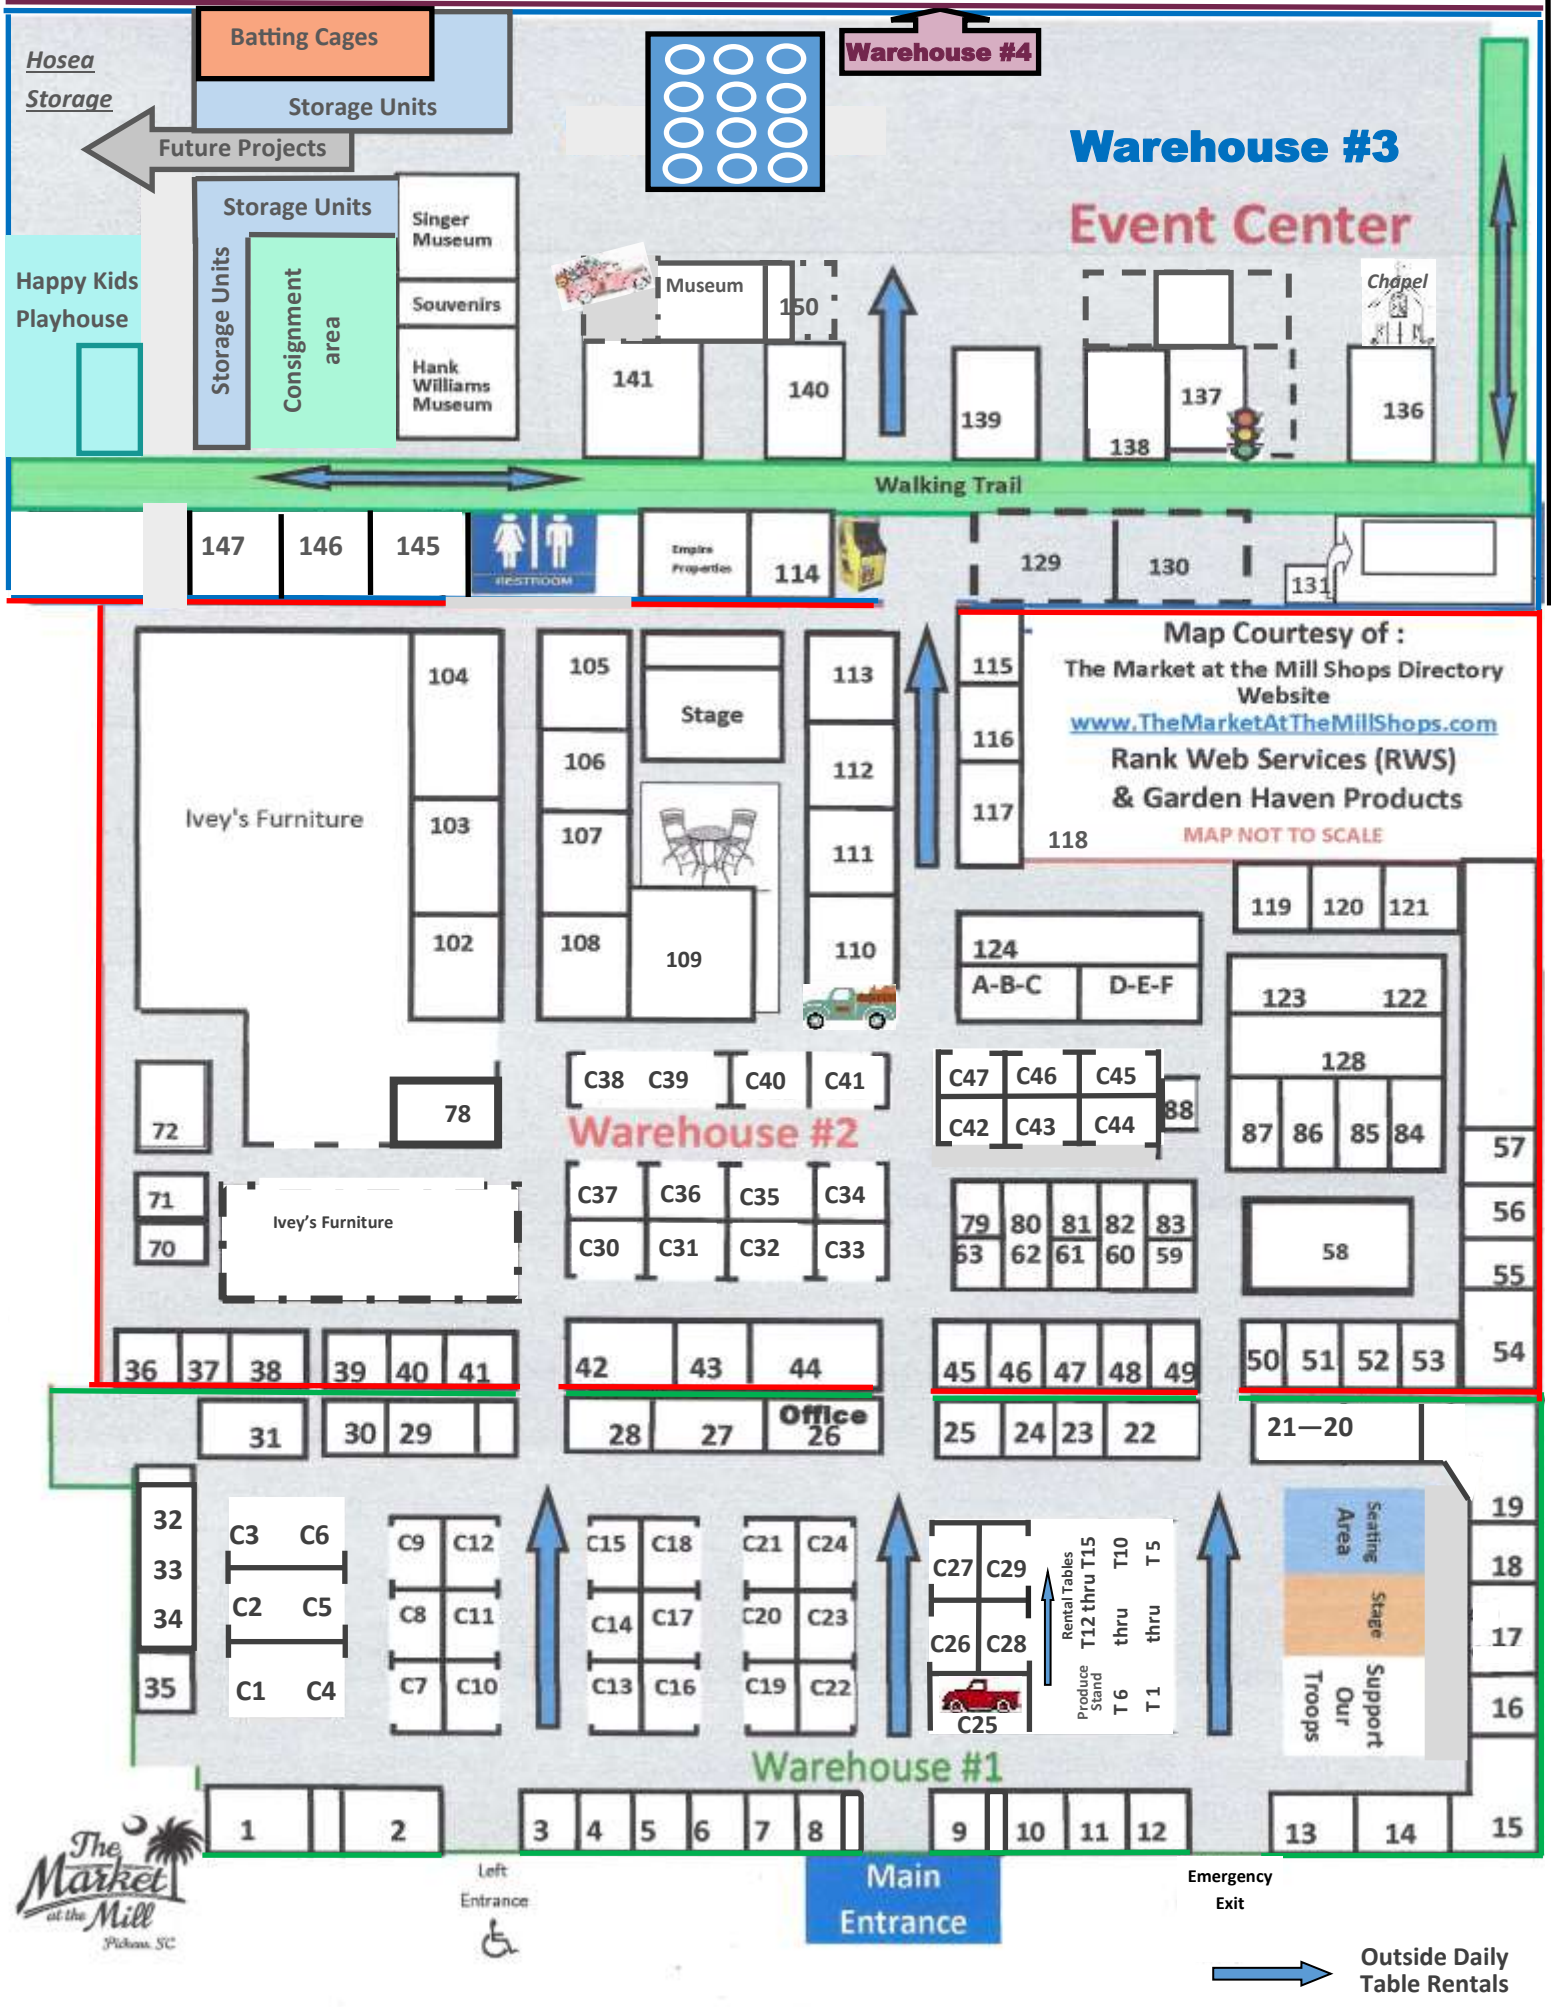 Hosea
Storage
Batting Cages
Storage Units
Future Projects
Warehouse #4
Warehouse #3
Event Center
Storage Units
Storage Units
Consignment
area
Singer
Museum
Souvenirs
Hank
Williams
Museum
Happy Kids
Playhouse
Museum
150
Chapel
141
140
139
138
137
136
Walking Trail
147
146
145
RESTROOM
Empire
Properties
114
129
130
131
Ivey's Furniture
104
103
102
105
106
107
108
Stage
109
113
112
111
110
115
116
117
118
Map Courtesy of :
The Market at the Mill Shops Directory
Website
www.TheMarketAtTheMillShops.com
Rank Web Services (RWS)
& Garden Haven Products
MAP NOT TO SCALE
119 120 121
124
A-B-C D-E-F
123 122
128
87 86 85 84
72
71
70
78
Ivey's Furniture
C38 C39 C40 C41
Warehouse #2
C37 C36 C35 C34
C30 C31 C32 C33
C47 C46 C45
C42 C43 C44
88
79 80 81 82 83
63 62 61 60 59
58
57
56
55
54
36 37 38 39 40 41
42 43 44
45 46 47 48 49
50 51 52 53
31 30 29
28 27
Office
26
25 24 23 22
21—20
32
33
34
35
C3 C6
C2 C5
C1 C4
C9 C12
C8 C11
C7 C10
C15 C18
C14 C17
C13 C16
C21 C24
C20 C23
C19 C22
C27 C29
C26 C28
C25
Rental Tables
T12 thru T15
Produce
Stand
T 6 thru T10
T 1 thru T 5
Seating
Area
Stage
Support
Our
Troops
19
18
17
16
15
Warehouse #1
1 2
3 4 5 6 7 8
9 10 11 12
13 14
The
Market
at the Mill
Pickens SC
Left
Entrance
Main
Entrance
Emergency
Exit
Outside Daily
Table Rentals